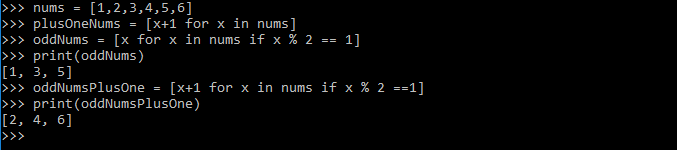 >>> nums = [1,2,3,4,5,6]
>>> plusOneNums = [x+1 for x in nums]
>>> oddNums = [x for x in nums if x % 2 == 1]
>>> print(oddNums)
[1, 3, 5]
>>> oddNumsPlusOne = [x+1 for x in nums if x % 2 ==1]
>>> print(oddNumsPlusOne)
[2, 4, 6]
>>>